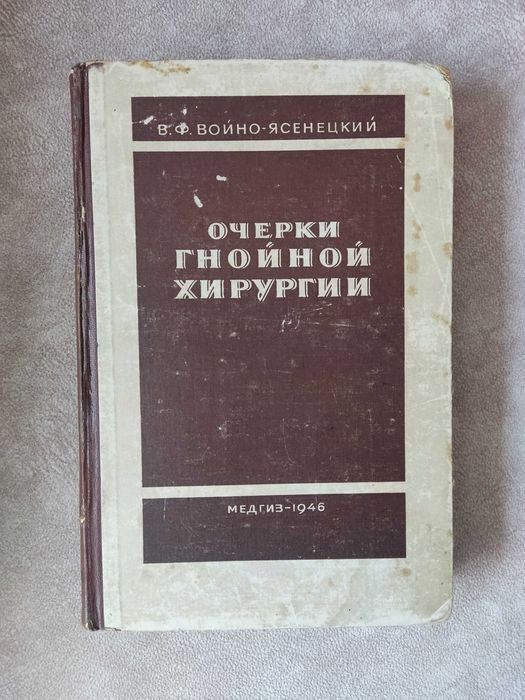 В.Ф. ВОЙНО-ЯСЕНЕЦКИЙ
ОЧЕРКИ
ГНОЙНОЙ
ХИРУРГИИ
МЕДГИЗ-1946